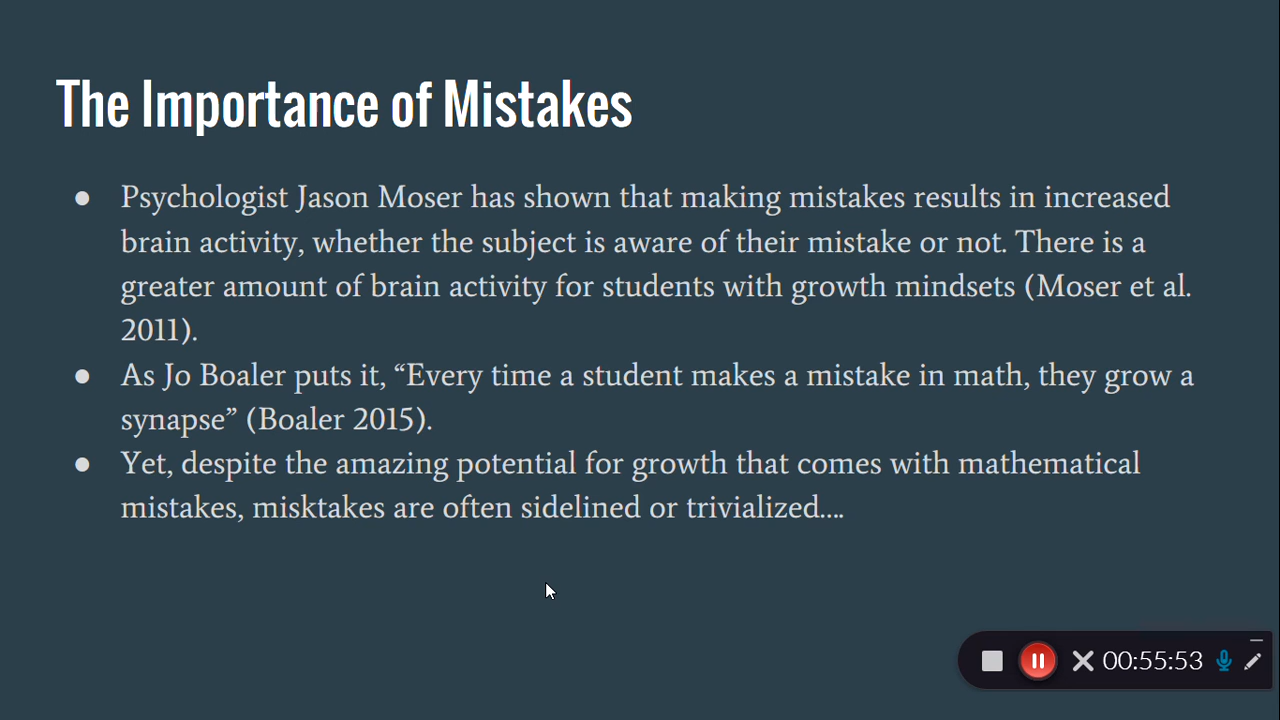 The Importance of Mistakes
● Psychologist Jason Moser has shown that making mistakes results in increased
brain activity, whether the subject is aware of their mistake or not. There is a
greater amount of brain activity for students with growth mindsets (Moser et al.
2011).
● As Jo Boaler puts it, “Every time a student makes a mistake in math, they grow a
synapse” (Boaler 2015).
● Yet, despite the amazing potential for growth that comes with mathematical
mistakes, misktakes are often sidelined or trivialized....
00:55:53